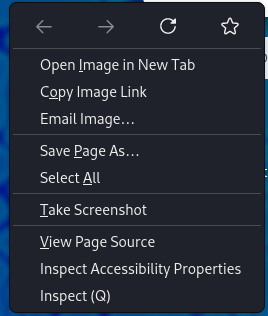 Open Image in New Tab
Copy Image Link
Email Image…
Save Page As…
Select All
Take Screenshot
View Page Source
Inspect Accessibility Properties
Inspect (Q)